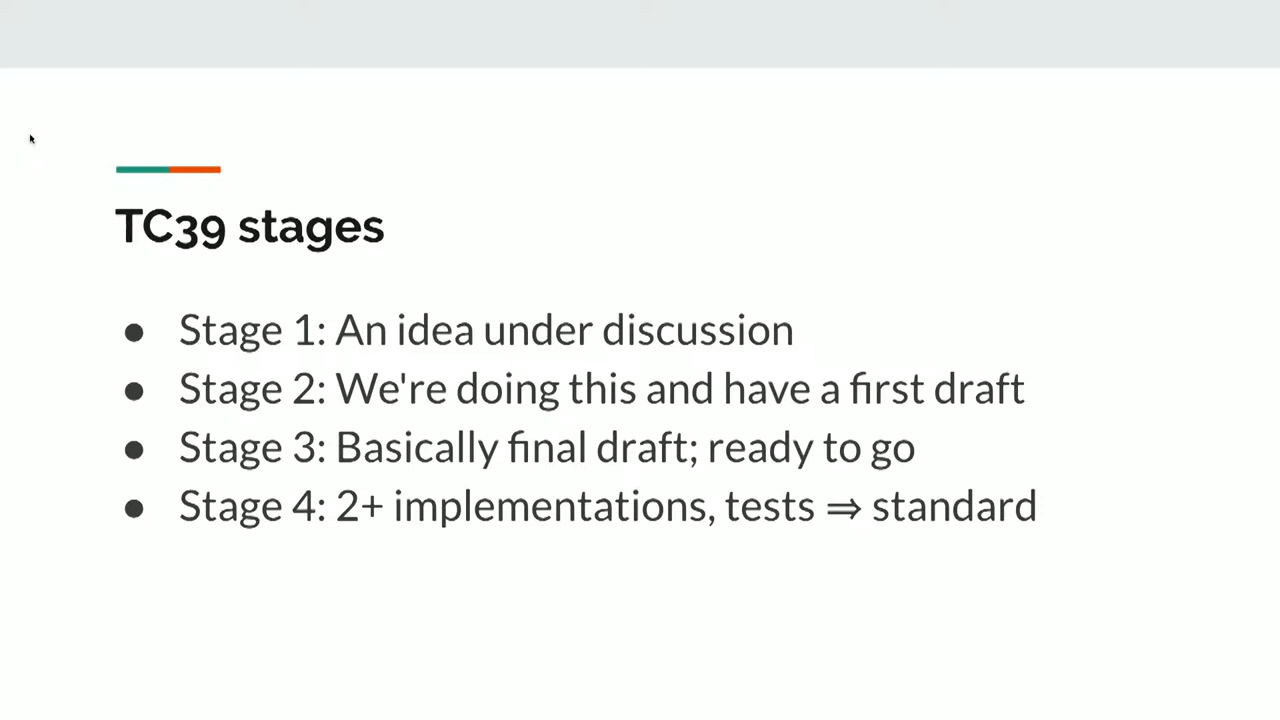 TC39 stages
● Stage 1: An idea under discussion
● Stage 2: We're doing this and have a first draft
● Stage 3: Basically final draft; ready to go
● Stage 4: 2+ implementations, tests ⇒ standard